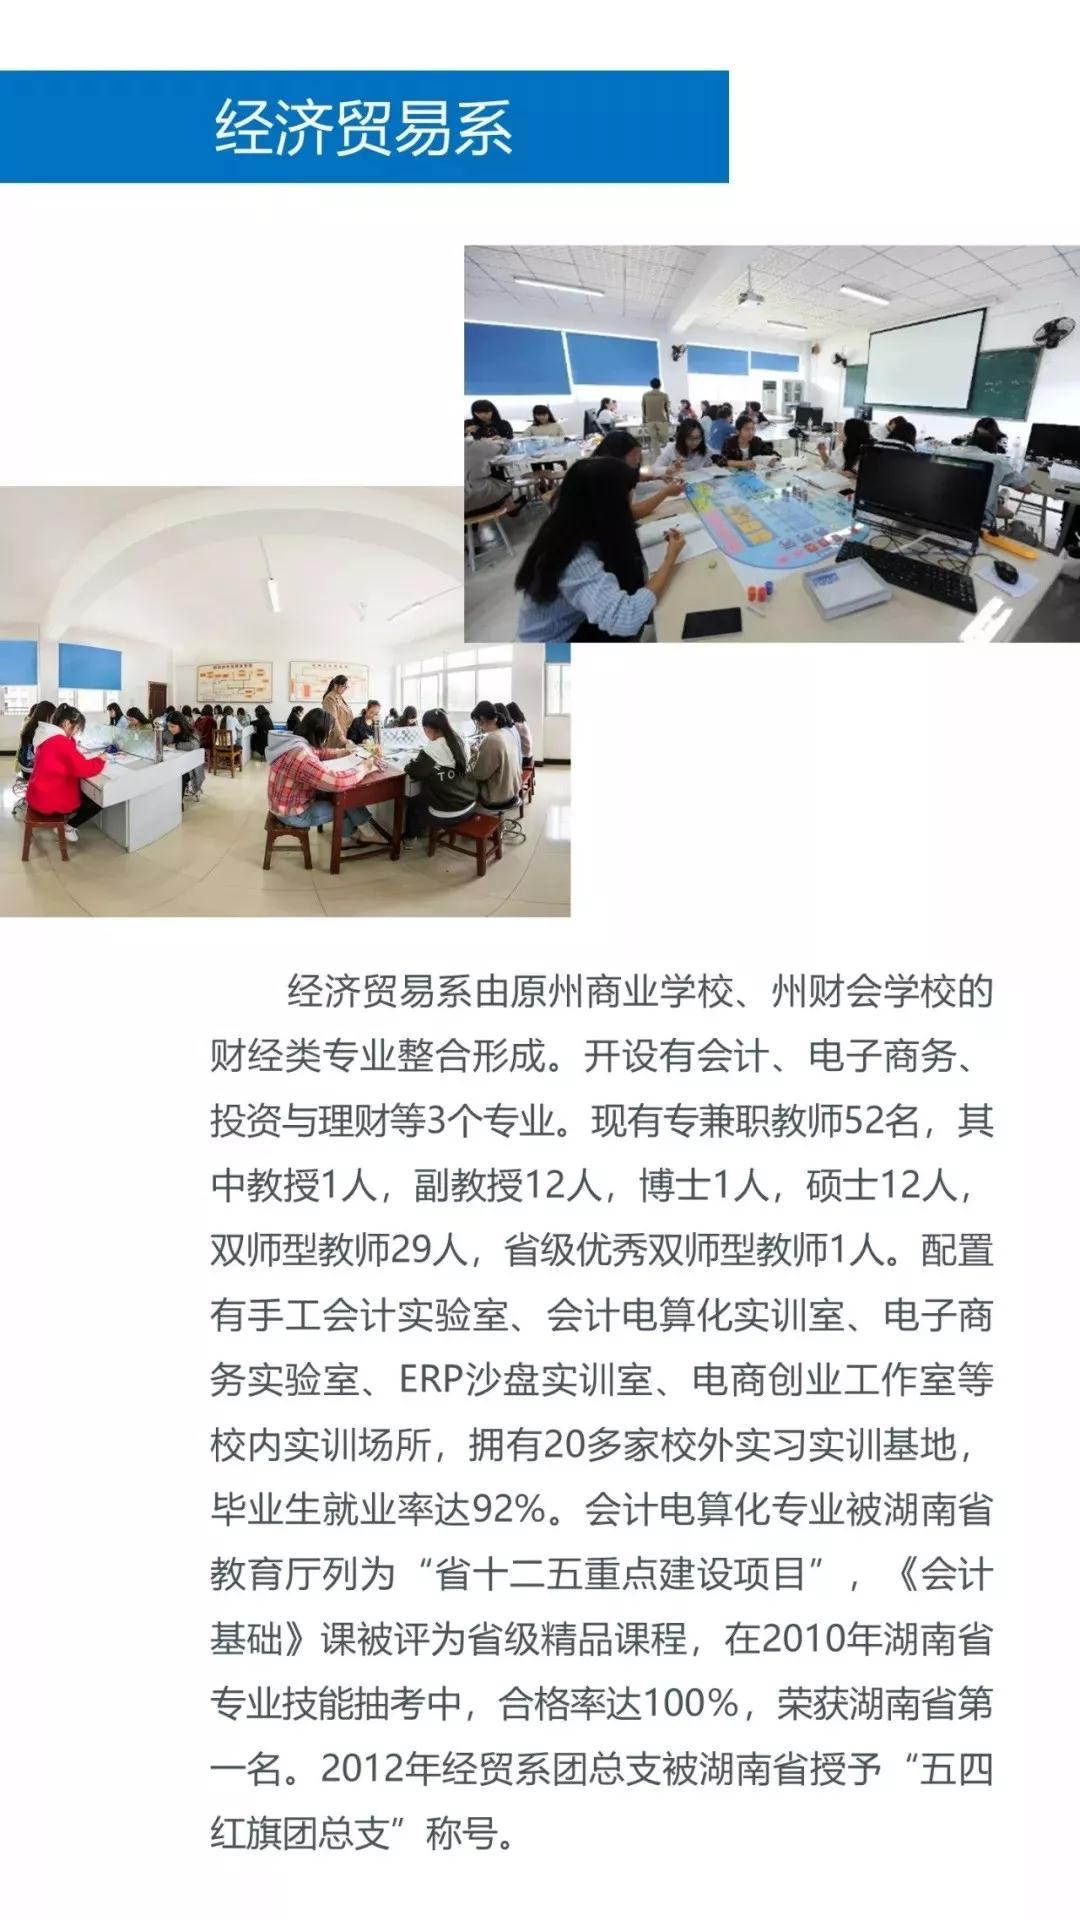 经济贸易系
经济贸易系由原州商业学校、州财会学校的
财经类专业整合形成。开设有会计、电子商务、
投资与理财等3个专业。现有专兼职教师52名，其
中教授1人，副教授12人，博士1人，硕士12人，
双师型教师29人，省级优秀双师型教师1人。配置
有手工会计实验室、会计电算化实训室、电子商
务实验室、ERP沙盘实训室、电商创业工作室等
校内实训场所，拥有20多家校外实习实训基地，
毕业生就业率达92%。会计电算化专业被湖南省
教育厅列为“省十二五重点建设项目”，《会计
基础》课被评为省级精品课程，在2010年湖南省
专业技能抽考中，合格率达100%，荣获湖南省第
一名。2012年经贸系团总支被湖南省授予“五四
红旗团总支”称号。